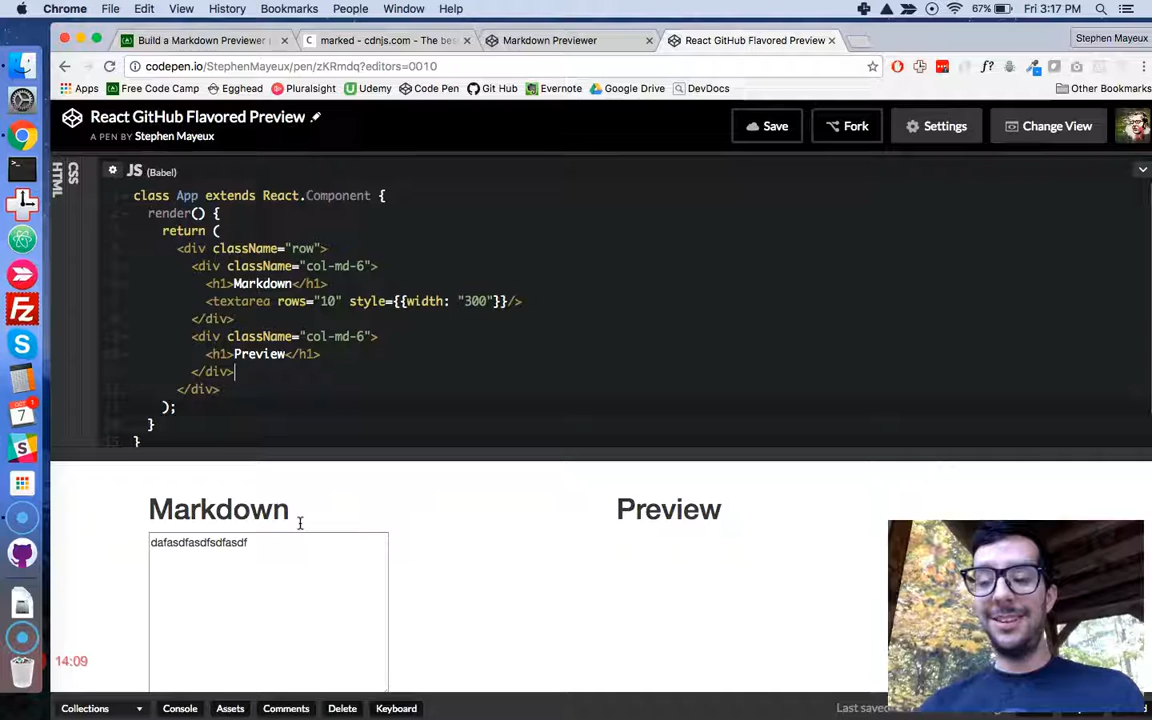 Chrome File Edit View History Bookmarks People Window Help
67% Fri 3:17 PM
Build a Markdown Previewer
marked - cdnjs.com - The bes
Markdown Previewer
React GitHub Flavored Preview
Stephen Mayeux
codepen.io/StephenMayeux/pen/zKRmdq?editors=0010
Apps Free Code Camp Egghead Pluralsight Udemy Code Pen Git Hub Evernote Google Drive DevDocs Other Bookmarks
React GitHub Flavored Preview
A PEN BY Stephen Mayeux
Save Fork Settings Change View
HTML
CSS
JS (Babel)
class App extends React.Component {
render() {
return (
<div className="row">
<div className="col-md-6">
<h1>Markdown</h1>
<textarea rows="10" style={{width: "300"}}/>
</div>
<div className="col-md-6">
<h1>Preview</h1>
</div>
</div>
);
}
}
Markdown
Preview
dafasdfasdfsdfasdf
14:09
Collections Console Assets Comments Delete Keyboard
Last saved